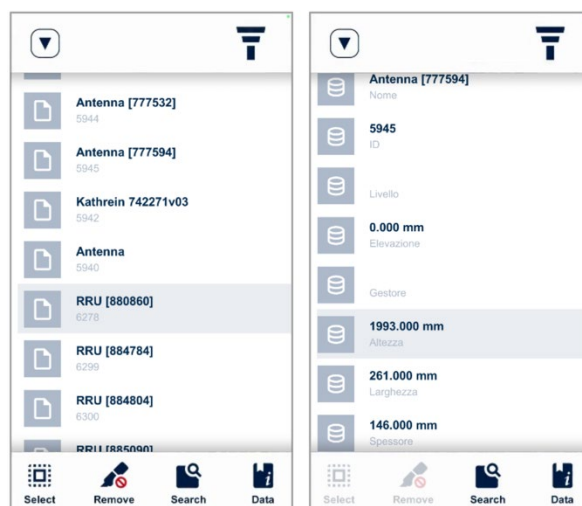 Antenna [777532]
5944
Antenna [777594]
5945
Kathrein 742271v03
5942
Antenna
5940
RRU [880860]
6278
RRU [884784]
6299
RRU [884804]
6300
RRU [885090]
Select Remove Search Data
Antenna [777594]
Nome
5945
ID
Livello
0.000 mm
Elevazione
Gestore
1993.000 mm
Altezza
261.000 mm
Larghezza
146.000 mm
Spessore
Select Remove Search Data